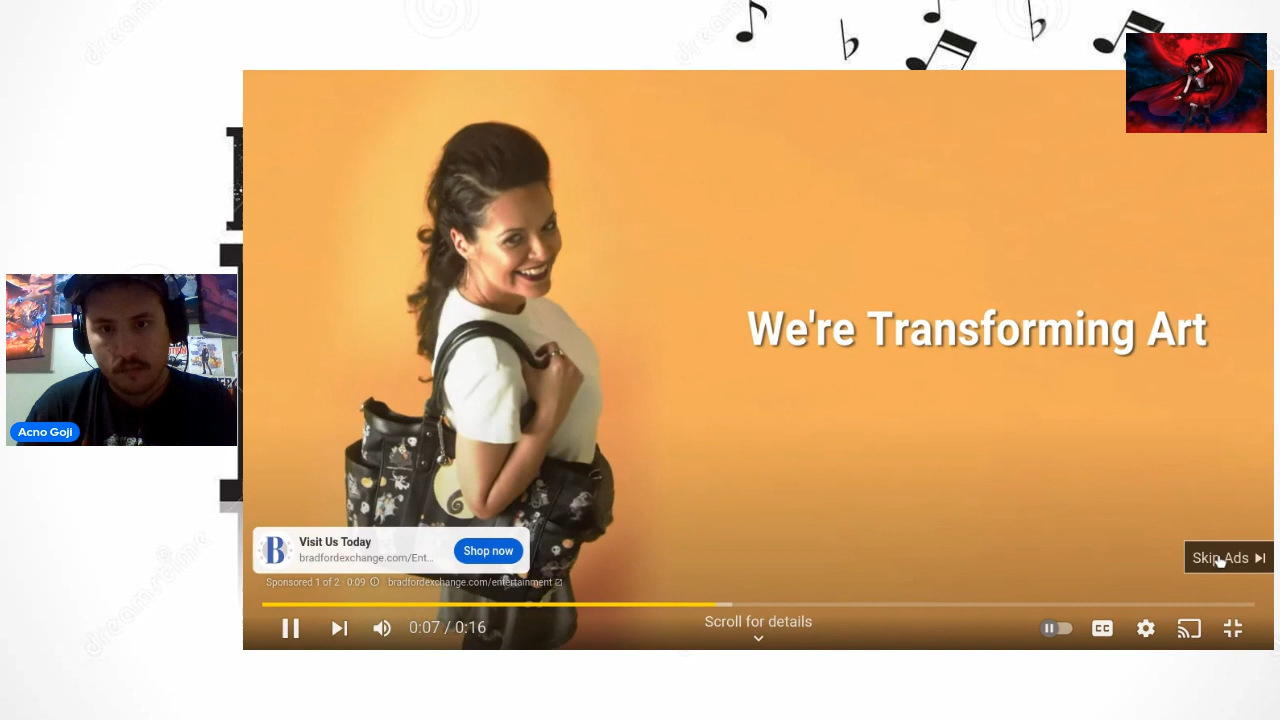 We're Transforming Art
Acno Goji
B
Visit Us Today
bradfordexchange.com/Ent...
Shop now
Skip Ads
Sponsored 1 of 2 · 0:09
bradfordexchange.com/entertainment
0:07 / 0:16
Scroll for details
CC